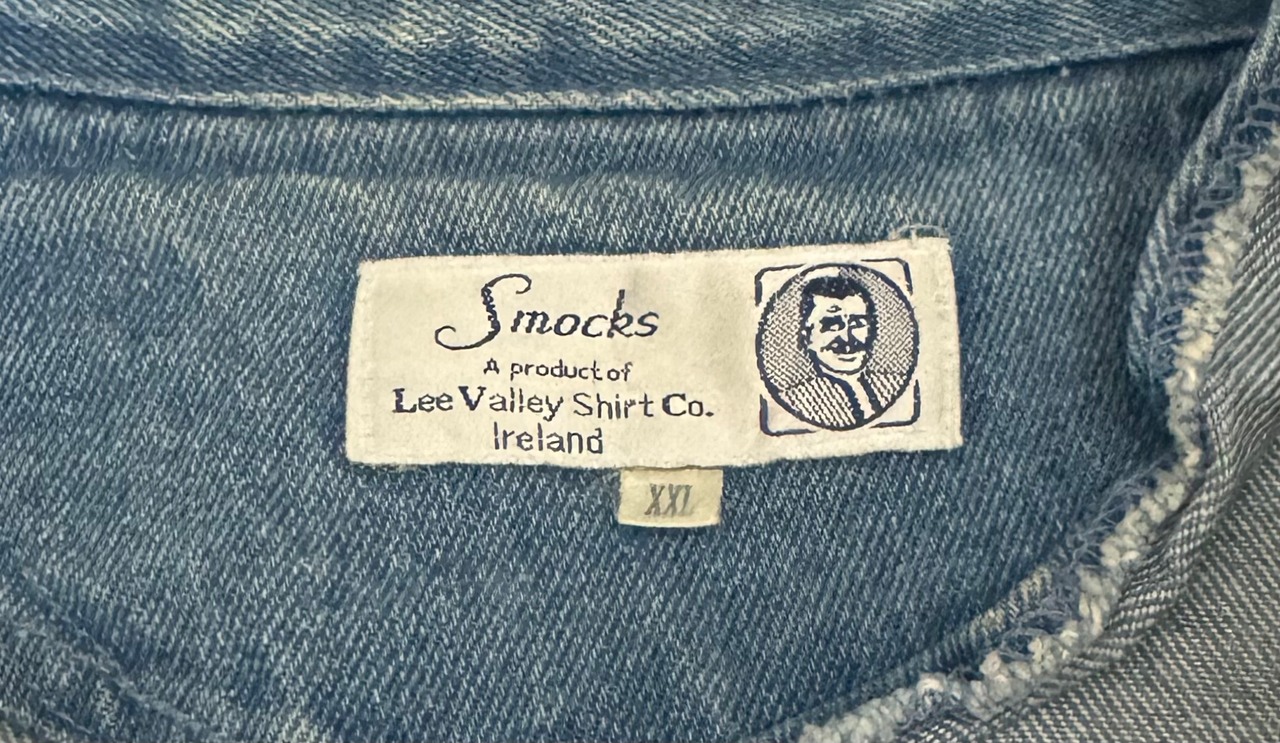 Smocks
A product of
Lee Valley Shirt Co.
Ireland
XXL